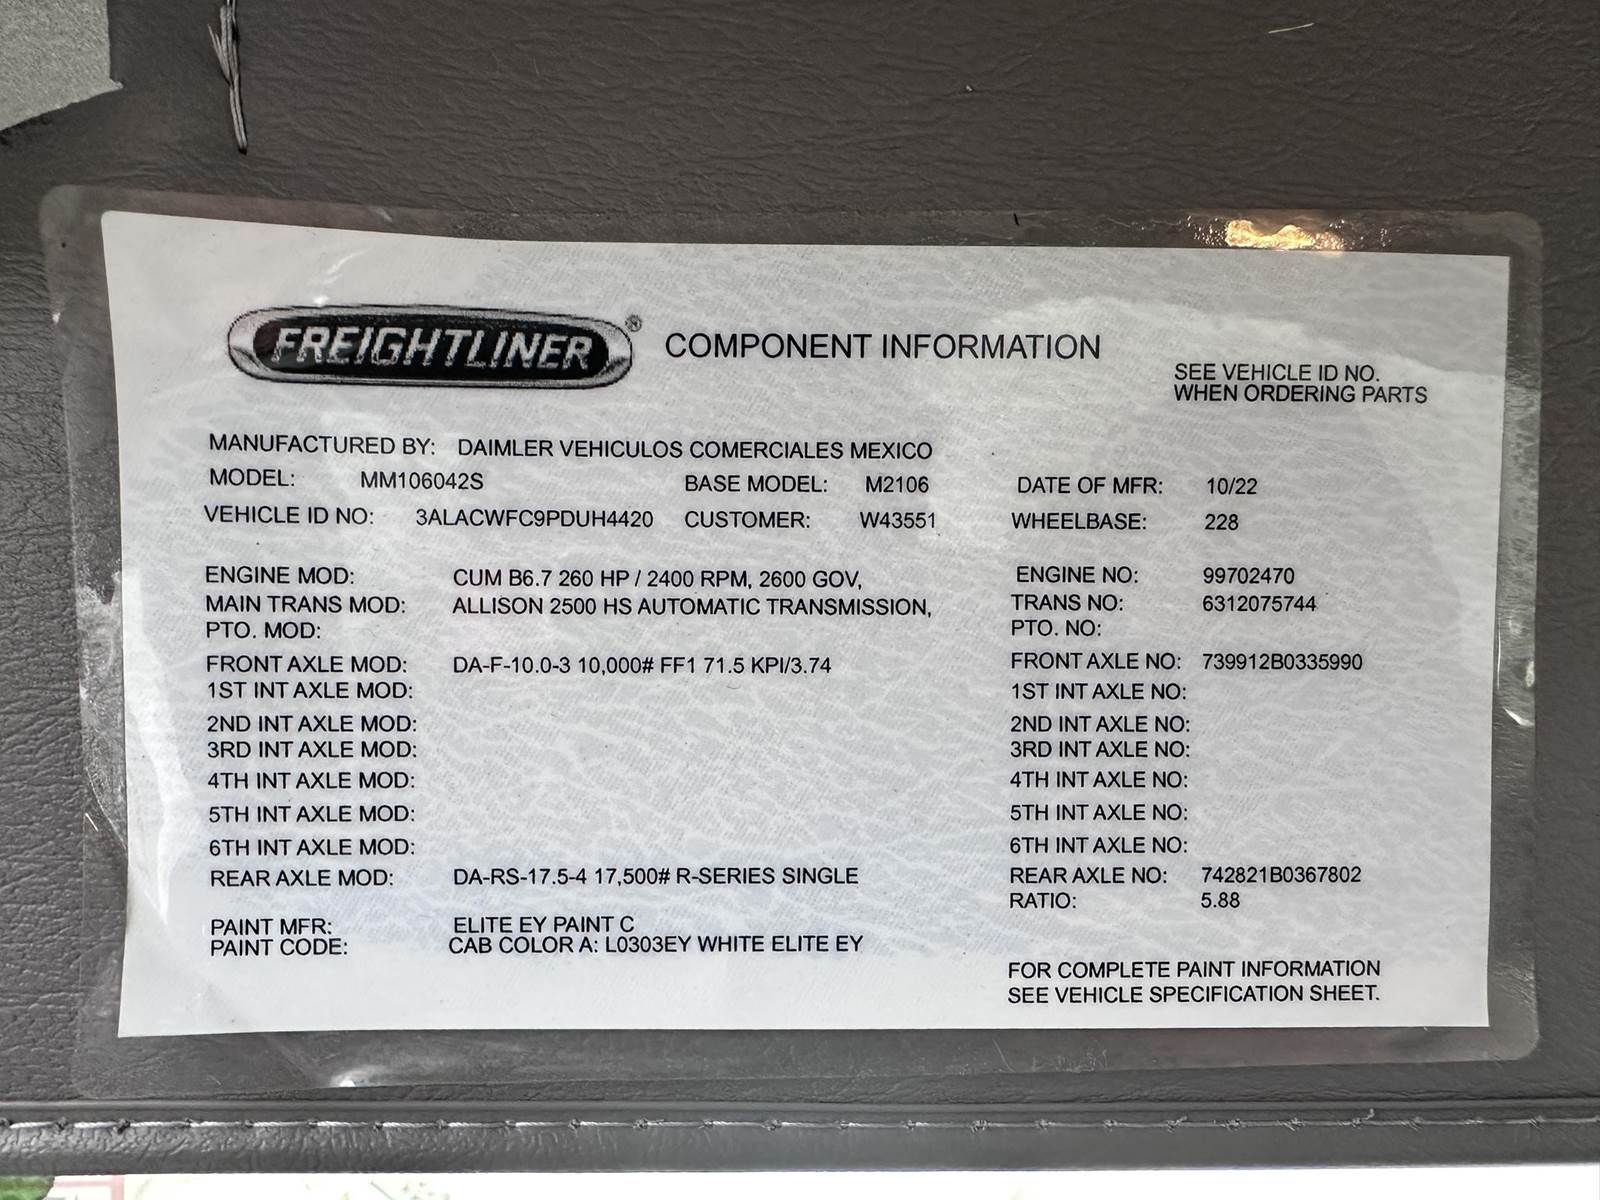 FREIGHTLINER® COMPONENT INFORMATION
SEE VEHICLE ID NO.
WHEN ORDERING PARTS
MANUFACTURED BY: DAIMLER VEHICULOS COMERCIALES MEXICO
MODEL: MM106042S BASE MODEL: M2106 DATE OF MFR: 10/22
VEHICLE ID NO: 3ALACWFC9PDUH4420 CUSTOMER: W43551 WHEELBASE: 228
ENGINE MOD: CUM B6.7 260 HP / 2400 RPM, 2600 GOV, ENGINE NO: 99702470
MAIN TRANS MOD: ALLISON 2500 HS AUTOMATIC TRANSMISSION, TRANS NO: 6312075744
PTO. MOD: PTO. NO:
FRONT AXLE MOD: DA-F-10.0-3 10,000# FF1 71.5 KPI/3.74 FRONT AXLE NO: 739912B0335990
1ST INT AXLE MOD: 1ST INT AXLE NO:
2ND INT AXLE MOD: 2ND INT AXLE NO:
3RD INT AXLE MOD: 3RD INT AXLE NO:
4TH INT AXLE MOD: 4TH INT AXLE NO:
5TH INT AXLE MOD: 5TH INT AXLE NO:
6TH INT AXLE MOD: 6TH INT AXLE NO:
REAR AXLE MOD: DA-RS-17.5-4 17,500# R-SERIES SINGLE REAR AXLE NO: 742821B0367802
RATIO: 5.88
PAINT MFR: ELITE EY PAINT C
PAINT CODE: CAB COLOR A: L0303EY WHITE ELITE EY
FOR COMPLETE PAINT INFORMATION
SEE VEHICLE SPECIFICATION SHEET.